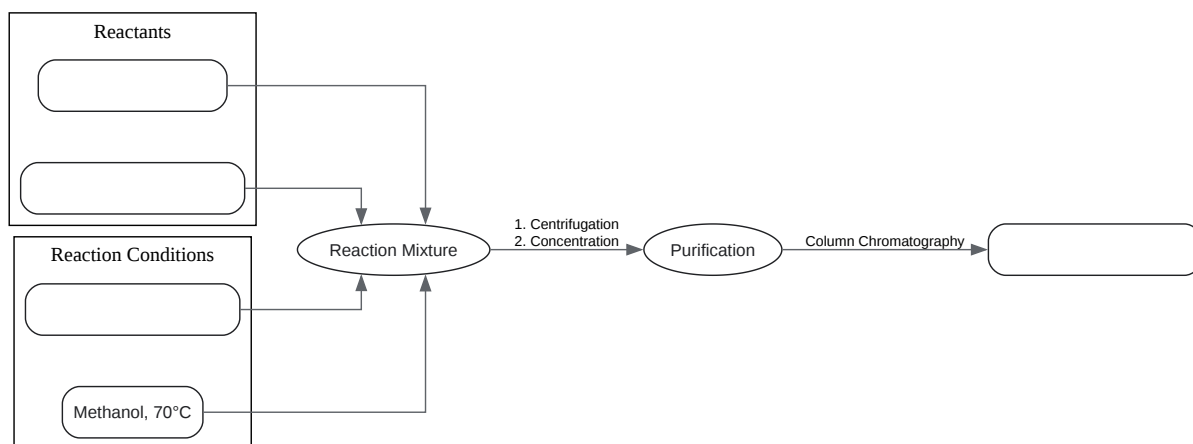 Reactants
Reaction Conditions
Methanol, 70°C
Reaction Mixture
1. Centrifugation
2. Concentration
Purification
Column Chromatography